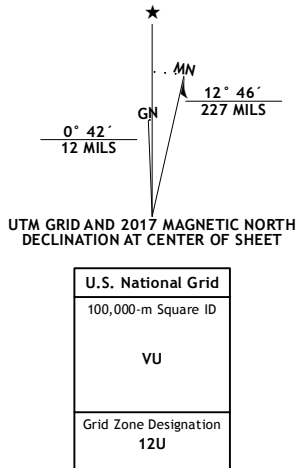 ★
MN
GN
12° 46´
227 MILS
0° 42´
12 MILS
UTM GRID AND 2017 MAGNETIC NORTH
DECLINATION AT CENTER OF SHEET
U.S. National Grid
100,000-m Square ID
VU
Grid Zone Designation
12U